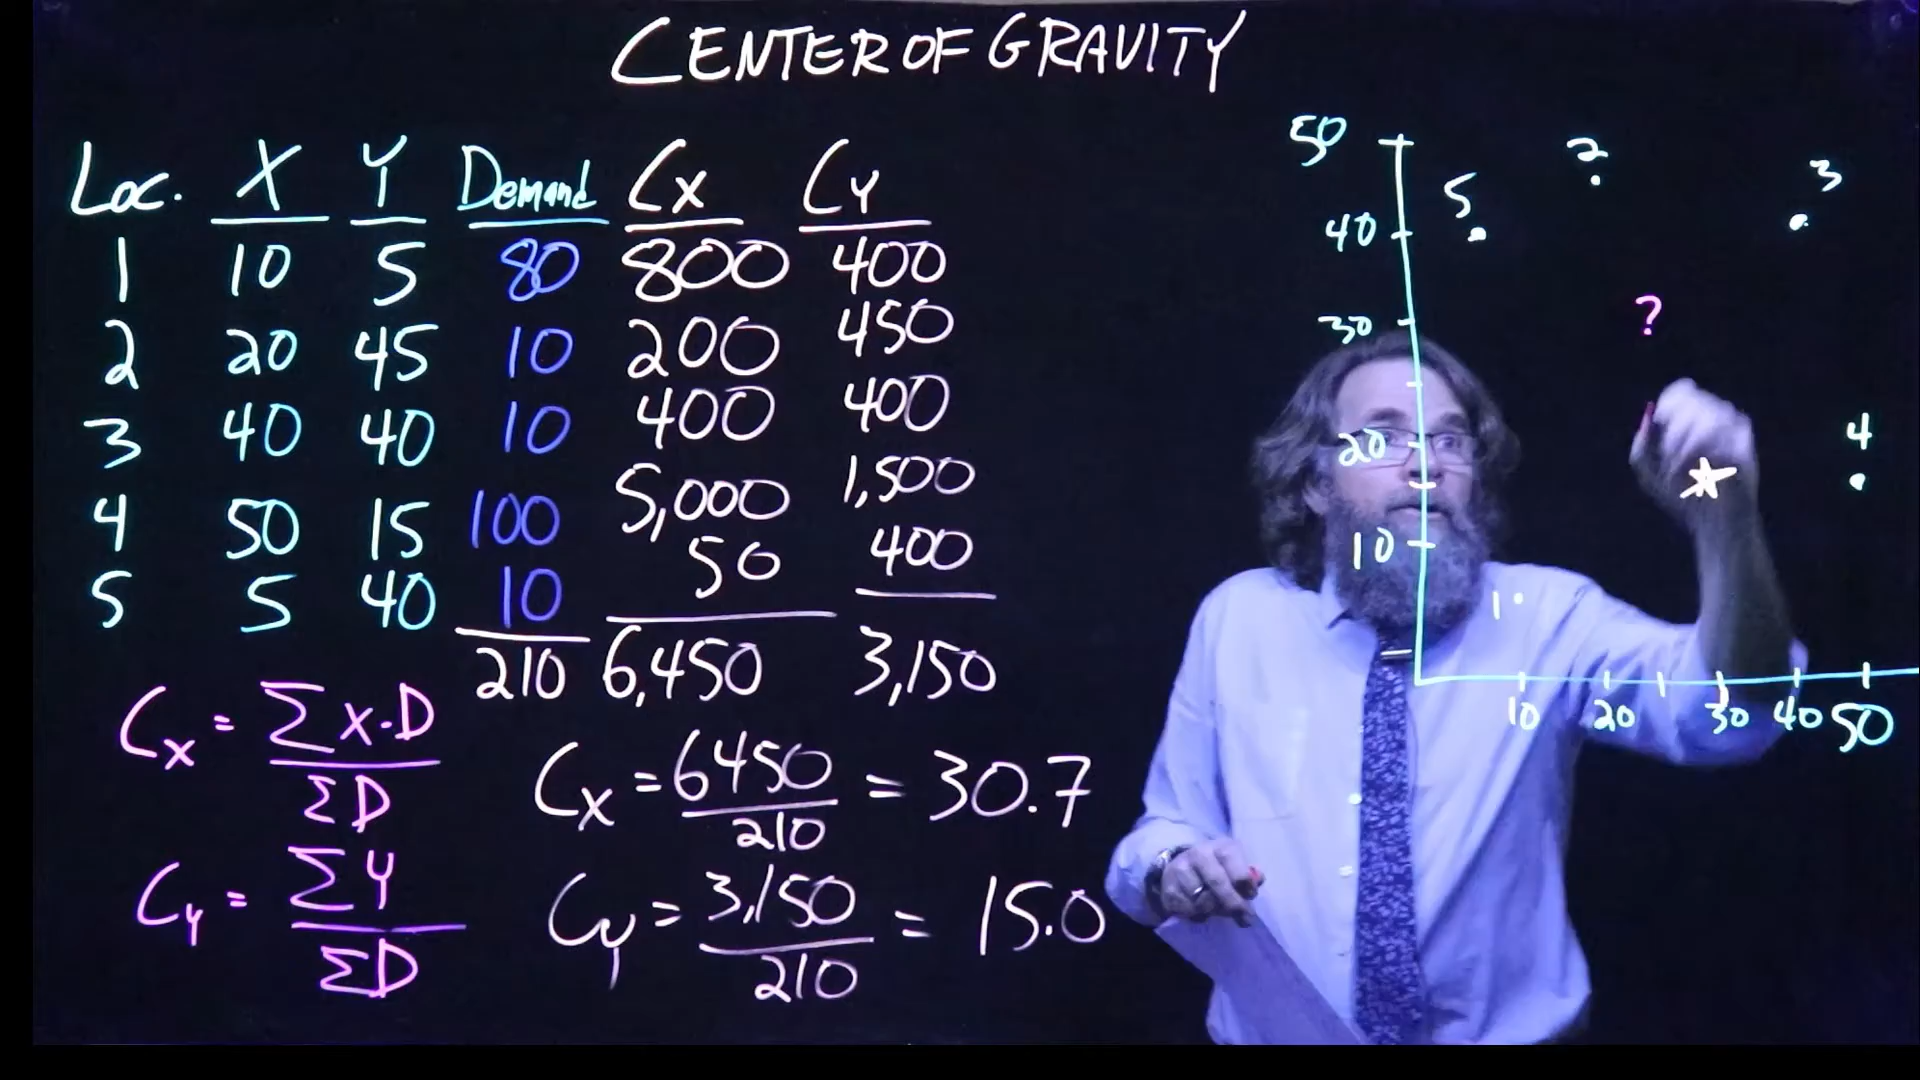 CENTER OF GRAVITY
Loc. X Y Demand Cx Cy
1 10 5 80 800 400
2 20 45 10 200 450
3 40 40 10 400 400
4 50 15 100 5,000 1,500
5 5 40 10 50 400
210 6,450 3,150
Cx = ΣX·D / ΣD
Cx = 6450 / 210 = 30.7
Cy = ΣY / ΣD
Cy = 3,150 / 210 = 15.0
50
40
30
20
10
10 20 30 40 50
5
2
3
?
4
1